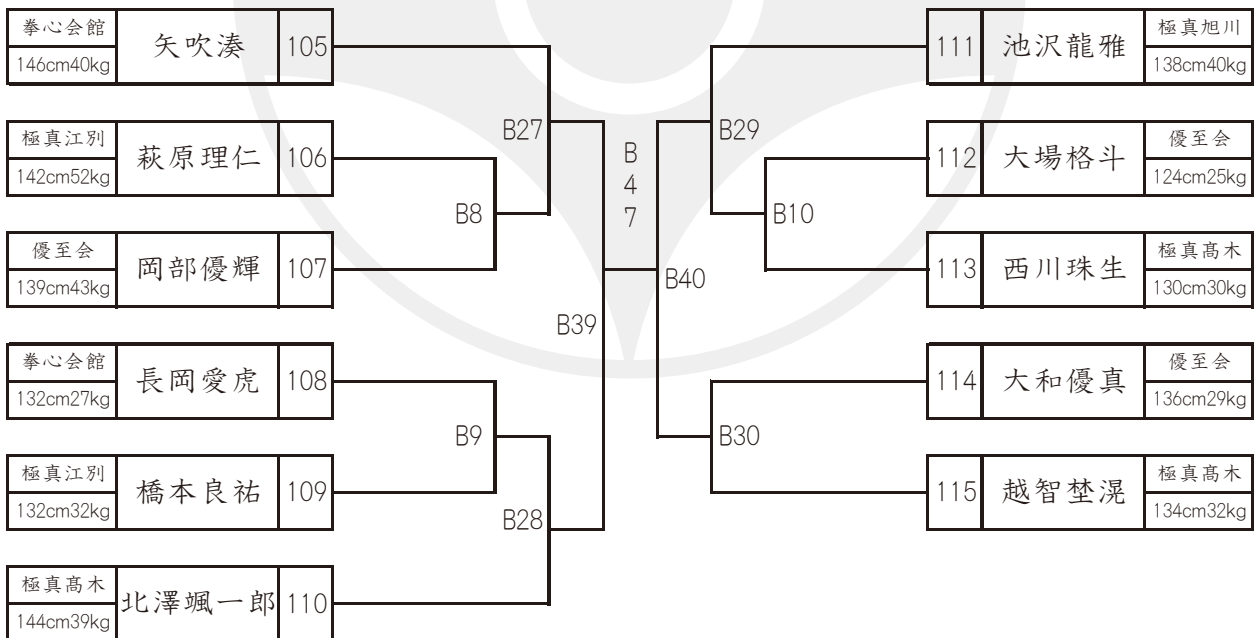 拳心会館
146cm40kg
矢吹湊
105
極真江別
142cm52kg
萩原理仁
106
優至会
139cm43kg
岡部優輝
107
拳心会館
132cm27kg
長岡愛虎
108
極真江別
132cm32kg
橋本良祐
109
極真髙木
144cm39kg
北澤颯一郎
110
B27
B8
B9
B28
B39
B
4
7
B40
B29
B10
B30
111
池沢龍雅
極真旭川
138cm40kg
112
大場格斗
優至会
124cm25kg
113
西川珠生
極真髙木
130cm30kg
114
大和優真
優至会
136cm29kg
115
越智埜滉
極真髙木
134cm32kg